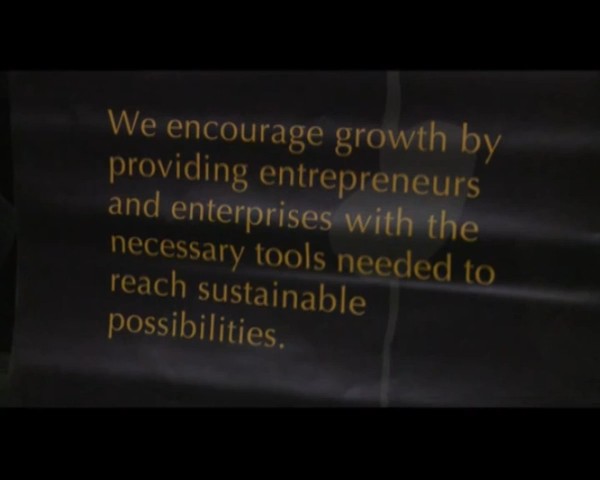 We encourage growth by
providing entrepreneurs
and enterprises with the
necessary tools needed to
reach sustainable
possibilities.